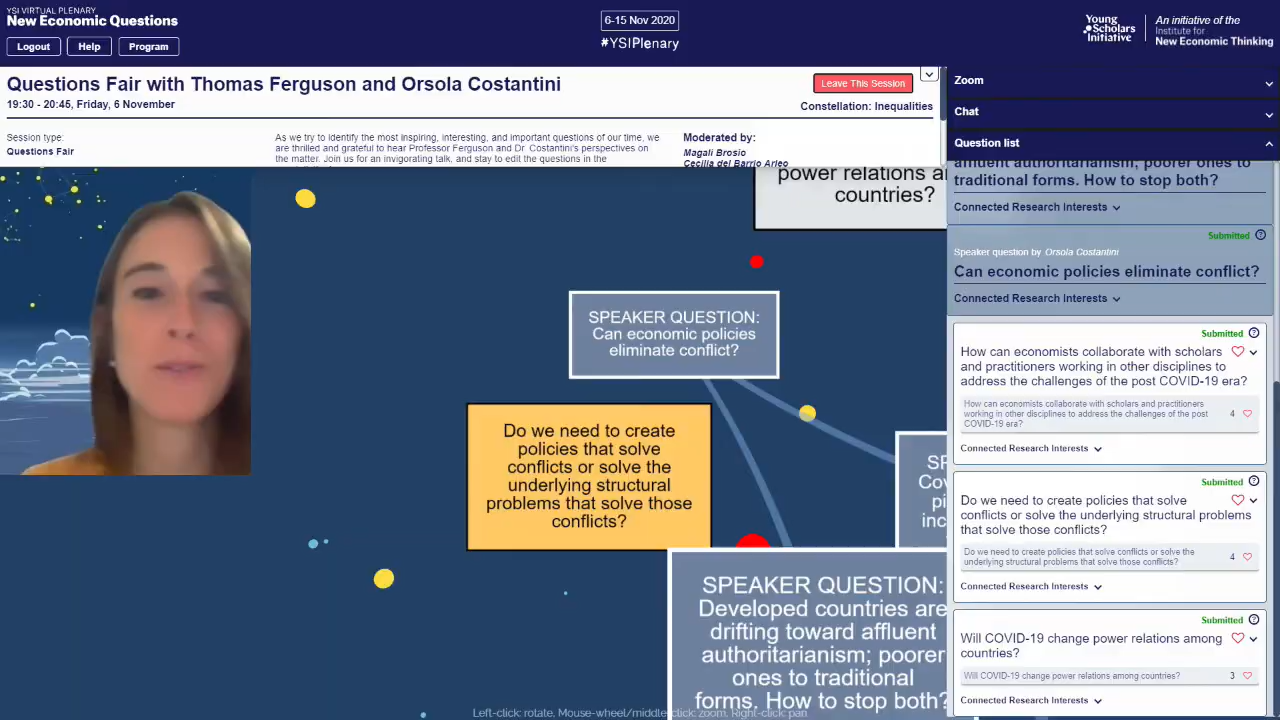 YSI VIRTUAL PLENARY
New Economic Questions
Logout
Help
Program
6-15 Nov 2020
#YSIPlenary
Young
Scholars
Initiative
An initiative of the
Institute for
New Economic Thinking
Questions Fair with Thomas Ferguson and Orsola Costantini
Leave This Session
19:30 - 20:45, Friday, 6 November
Constellation: Inequalities
Session type:
Questions Fair
As we try to identify the most inspiring, interesting, and important questions of our time, we
are thrilled and grateful to hear Professor Ferguson and Dr. Costantini's perspectives on
the matter. Join us for an invigorating talk, and stay to edit the questions in the
Moderated by:
Magali Brosio
Cecilia del Barrio Arleo
power relations a
countries?
SPEAKER QUESTION:
Can economic policies
eliminate conflict?
Do we need to create
policies that solve
conflicts or solve the
underlying structural
problems that solve those
conflicts?
SP
Cov
pi
inc
SPEAKER QUESTION:
Developed countries are
drifting toward affluent
authoritarianism; poorer
ones to traditional
forms. How to stop both?
Left-click: rotate, Mouse-wheel/middle click: zoom, Right-click: pan
Zoom
Chat
Question list
affluent authoritarianism; poorer ones to
traditional forms. How to stop both?
Connected Research Interests
Submitted
Speaker question by Orsola Costantini
Can economic policies eliminate conflict?
Connected Research Interests
Submitted
How can economists collaborate with scholars
and practitioners working in other disciplines to
address the challenges of the post COVID-19 era?
How can economists collaborate with scholars and practitioners
working in other disciplines to address the challenges of the post
COVID-19 era?
4
Connected Research Interests
Submitted
Do we need to create policies that solve
conflicts or solve the underlying structural problems
that solve those conflicts?
Do we need to create policies that solve conflicts or solve the
underlying structural problems that solve those conflicts?
4
Connected Research Interests
Submitted
Will COVID-19 change power relations among
countries?
Will COVID-19 change power relations among countries?
3
Connected Research Interests